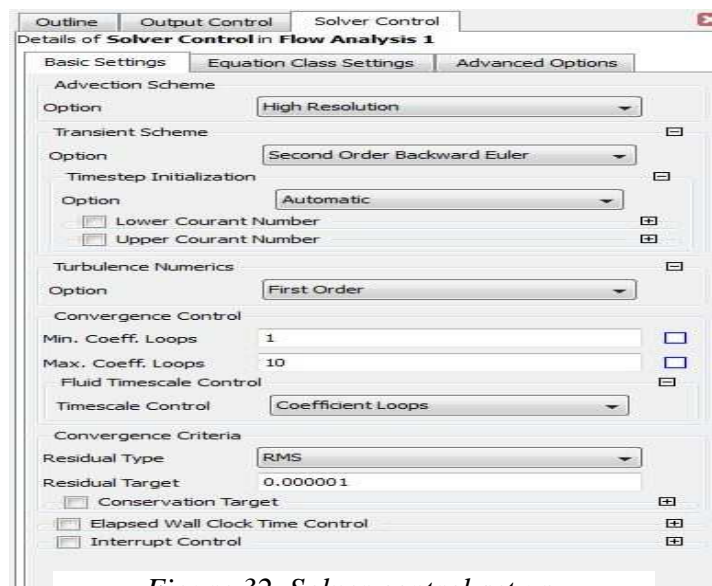 Outline Output Control Solver Control
Details of Solver Control in Flow Analysis 1
Basic Settings Equation Class Settings Advanced Options
Advection Scheme
Option High Resolution
Transient Scheme
Option Second Order Backward Euler
Timestep Initialization
Option Automatic
Lower Courant Number
Upper Courant Number
Turbulence Numerics
Option First Order
Convergence Control
Min. Coeff. Loops 1
Max. Coeff. Loops 10
Fluid Timescale Control
Timescale Control Coefficient Loops
Convergence Criteria
Residual Type RMS
Residual Target 0.000001
Conservation Target
Elapsed Wall Clock Time Control
Interrupt Control